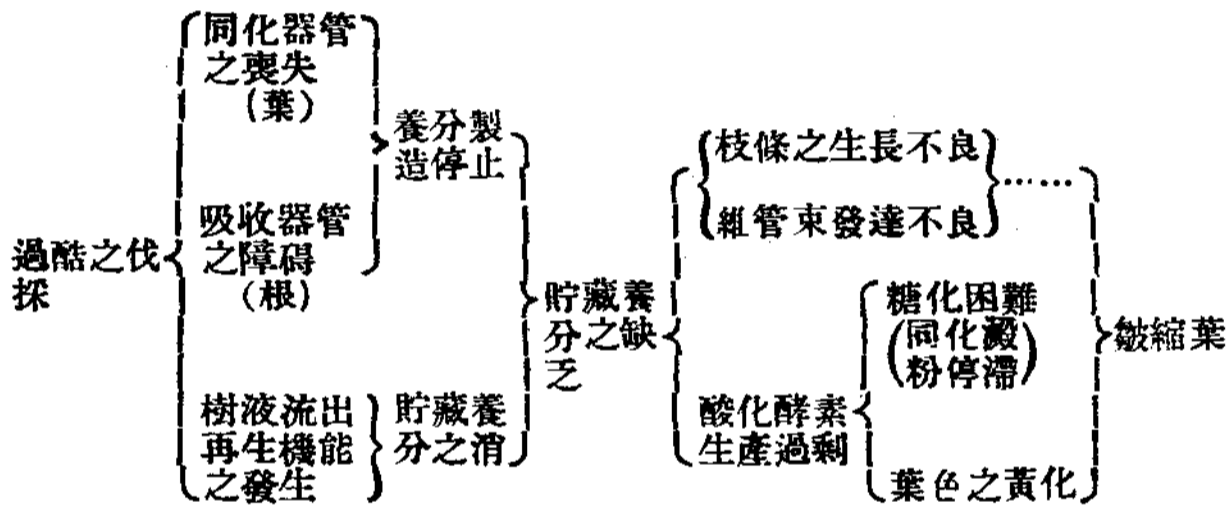 過酷之伐
採
同化器管
之喪失
(葉)
吸收器管
之障碍
(根)
樹液流出
再生機能
之發生
養分製
造停止
貯藏養
分之消
貯藏養
分之缺
乏
枝條之生長不良
維管束發達不良
……
酸化酵素
生產過剩
糖化困難
(同化澱
粉停滯)
葉色之黃化
皺縮葉